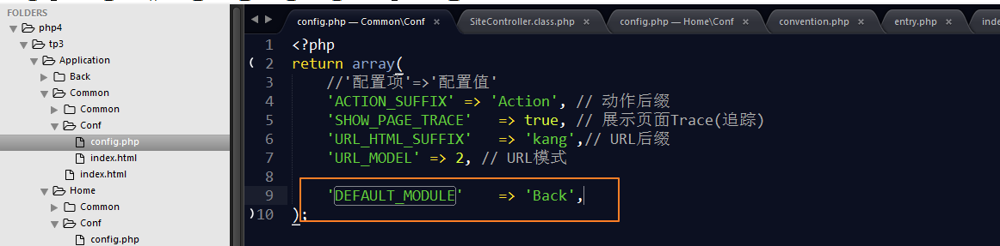 FOLDERS
php4
tp3
Application
Back
Common
Common
Conf
config.php
index.html
index.html
Home
Common
Conf
config.php
config.php — Common\Conf ×
SiteController.class.php ×
config.php — Home\Conf ×
convention.php ×
entry.php ×
inde
1 <?php
2 return array(
3 //'配置项'=>'配置值'
4 'ACTION_SUFFIX' => 'Action', // 动作后缀
5 'SHOW_PAGE_TRACE' => true, // 展示页面Trace(追踪)
6 'URL_HTML_SUFFIX' => 'kang',// URL后缀
7 'URL_MODEL' => 2, // URL模式
8
9 'DEFAULT_MODULE' => 'Back',
10 );